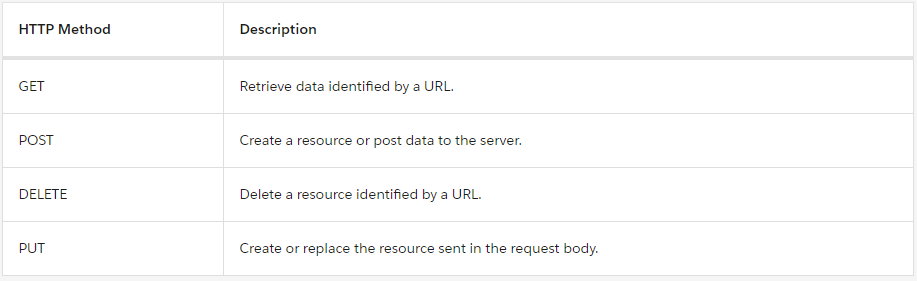 HTTP Method Description
GET Retrieve data identified by a URL.
POST Create a resource or post data to the server.
DELETE Delete a resource identified by a URL.
PUT Create or replace the resource sent in the request body.